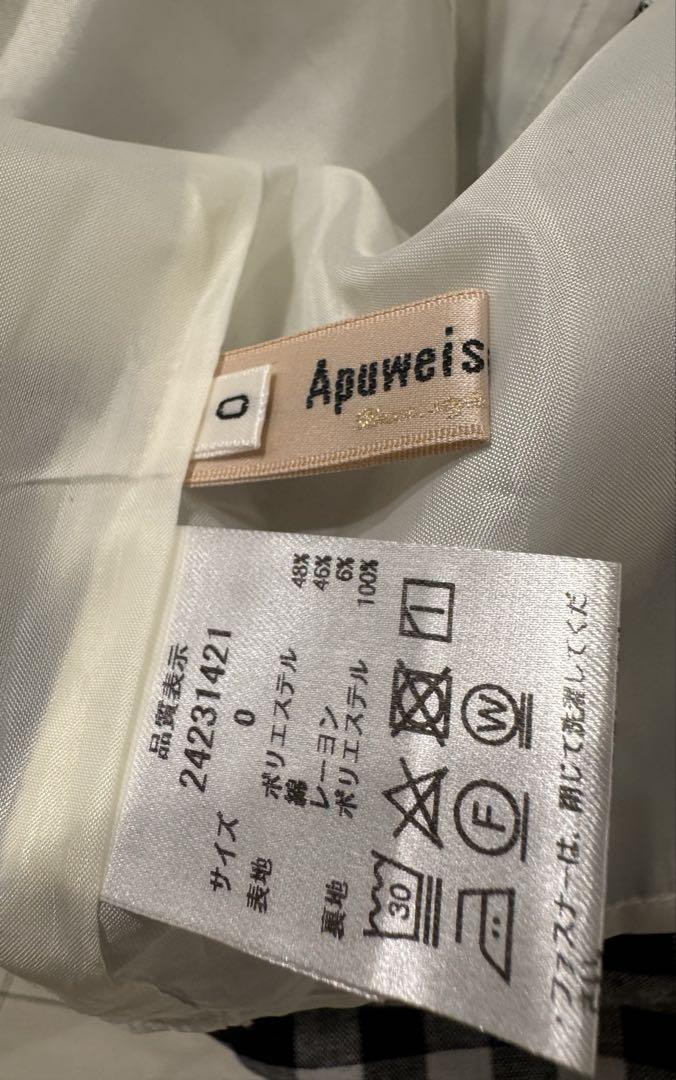 Apuweis
0
品質表示
24231421
サイズ 0
表地 ポリエステル 48%
綿 46%
レーヨン 6%
裏地 ポリエステル 100%
30
F
W
・ファスナーは、閉じて洗濯してくだ